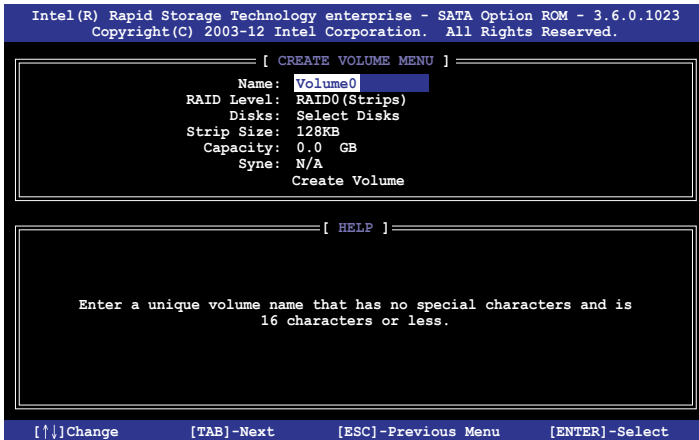 Intel(R) Rapid Storage Technology enterprise - SATA Option ROM - 3.6.0.1023
Copyright(C) 2003-12 Intel Corporation. All Rights Reserved.
[ CREATE VOLUME MENU ]
Name: Volume0
RAID Level: RAID0(Strips)
Disks: Select Disks
Strip Size: 128KB
Capacity: 0.0 GB
Syne: N/A
Create Volume
[ HELP ]
Enter a unique volume name that has no special characters and is
16 characters or less.
[↑↓]Change [TAB]-Next [ESC]-Previous Menu [ENTER]-Select